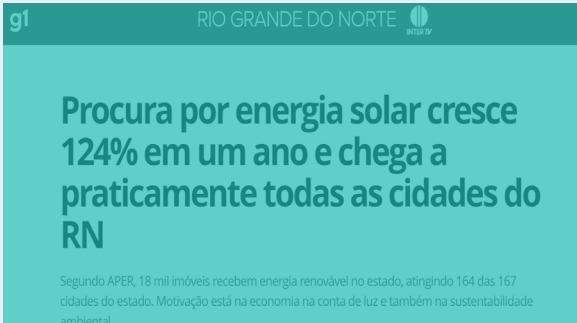 g1
RIO GRANDE DO NORTE
INTER TV
Procura por energia solar cresce
124% em um ano e chega a
praticamente todas as cidades do
RN
Segundo APER, 18 mil imóveis recebem energia renovável no estado, atingindo 164 das 167
cidades do estado. Motivação está na economia na conta de luz e também na sustentabilidade
ambiental